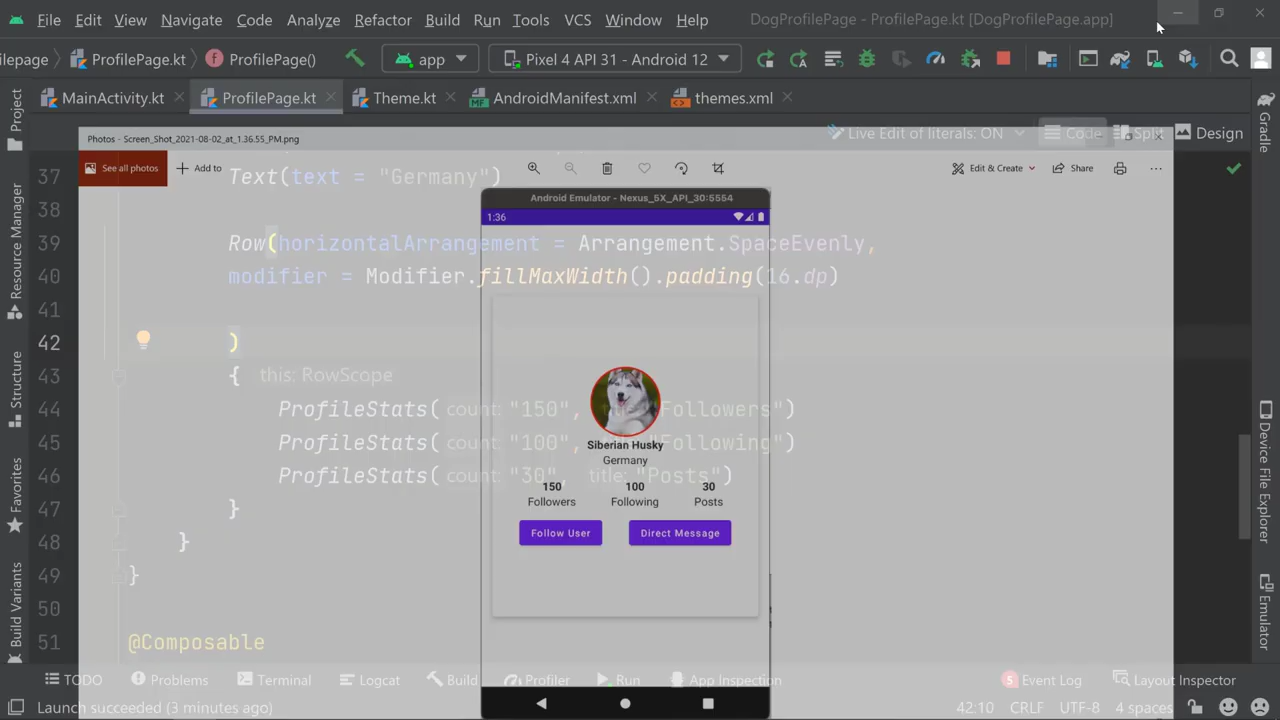 File Edit View Navigate Code Analyze Refactor Build Run Tools VCS Window Help DogProfilePage - ProfilePage.kt [DogProfilePage.app]
ilepage ProfilePage.kt ProfilePage() app Pixel 4 API 31 - Android 12
MainActivity.kt ProfilePage.kt Theme.kt AndroidManifest.xml themes.xml
Live Edit of literals: ON Code Split Design
Photos - Screen_Shot_2021-08-02_at_1.36.55_PM.png
See all photos Add to Edit & Create Share
37 Text(text = "Germany")
38
39 Row(horizontalArrangement = Arrangement.SpaceEvenly,
40 modifier = Modifier.fillMaxWidth().padding(16.dp)
41
42 )
43 { this: RowScope
44 ProfileStats( count: "150", "Followers")
45 ProfileStats( count: "100", "Following")
46 ProfileStats( count: "30", title: "Posts")
47 }
48 }
49 }
50
51 @Composable
Android Emulator - Nexus_5X_API_30:5554
1:36
Siberian Husky
Germany
150 100 30
Followers Following Posts
Follow User Direct Message
Project
Resource Manager
Structure
Favorites
Build Variants
Gradle
Device File Explorer
Emulator
TODO Problems Terminal Logcat Build Profiler Run App Inspection 5 Event Log Layout Inspector
Launch succeeded (3 minutes ago) 42:10 CRLF UTF-8 4 spaces